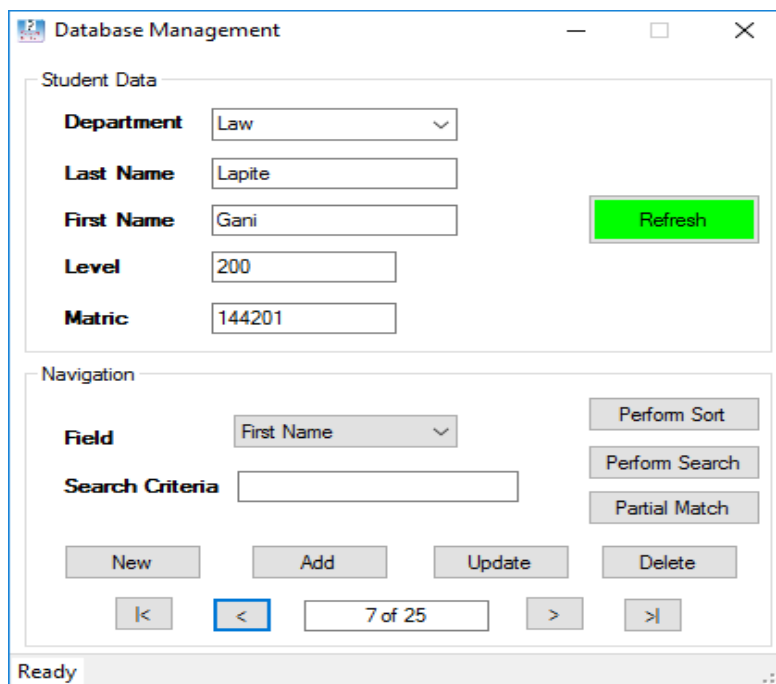 Database Management
Student Data
Department Law
Last Name Lapite
First Name Gani
Refresh
Level 200
Matric 144201
Navigation
Perform Sort
Field First Name
Perform Search
Search Criteria
Partial Match
New Add Update Delete
|< < 7 of 25 > >|
Ready